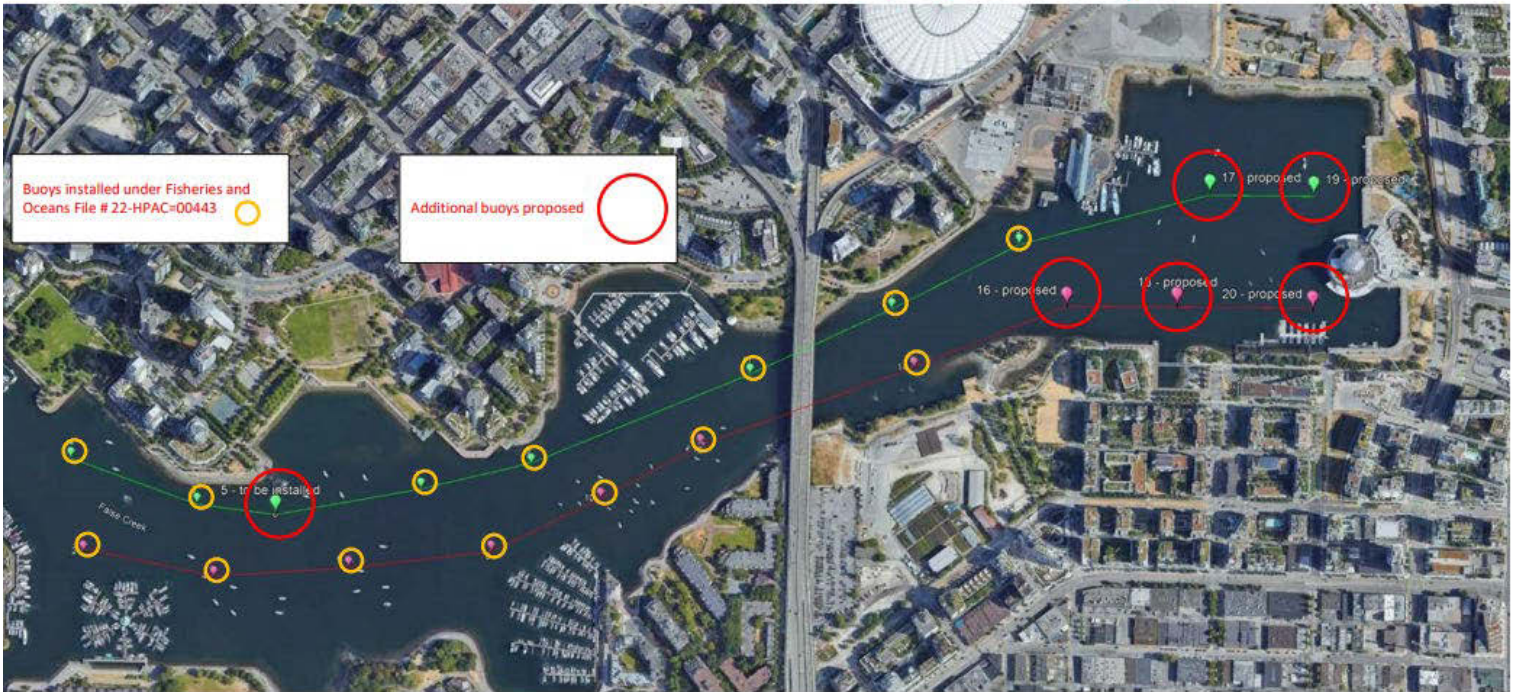 Buoys installed under Fisheries and
Oceans File # 22-HPAC=00443
Additional buoys proposed
17 - proposed
19 - proposed
16 - proposed
proposed
20 - proposed
5 - to be installed
False Creek